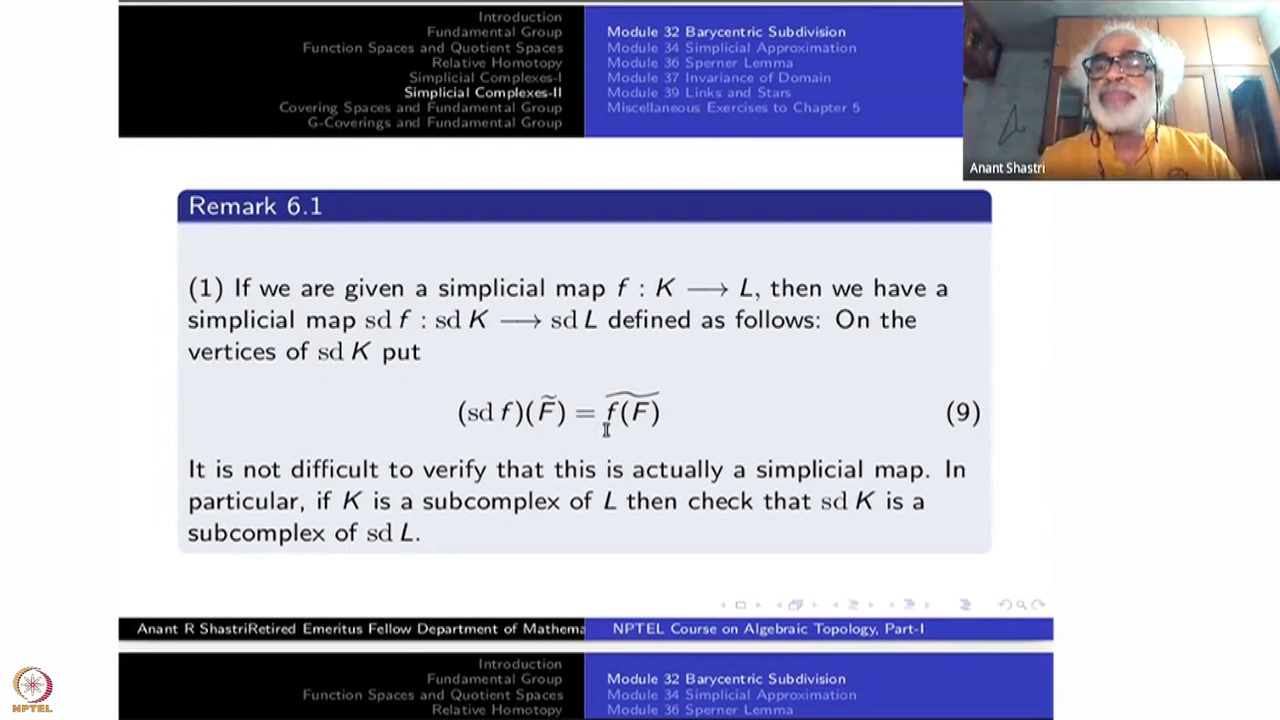 Introduction
Fundamental Group
Function Spaces and Quotient Spaces
Relative Homotopy
Simplicial Complexes-I
Simplicial Complexes-II
Covering Spaces and Fundamental Group
G-Coverings and Fundamental Group
Module 32 Barycentric Subdivision
Module 34 Simplicial Approximation
Module 36 Sperner Lemma
Module 37 Invariance of Domain
Module 39 Links and Stars
Miscellaneous Exercises to Chapter 5
Anant Shastri
Remark 6.1
(1) If we are given a simplicial map f : K ⟶ L, then we have a
simplicial map sd f : sd K ⟶ sd L defined as follows: On the
vertices of sd K put
(sd f)(F̃) = \widetilde{f(F)} (9)
It is not difficult to verify that this is actually a simplicial map. In
particular, if K is a subcomplex of L then check that sd K is a
subcomplex of sd L.
Anant R ShastriRetired Emeritus Fellow Department of Mathema
NPTEL Course on Algebraic Topology, Part-I
Introduction
Fundamental Group
Function Spaces and Quotient Spaces
Relative Homotopy
Module 32 Barycentric Subdivision
Module 34 Simplicial Approximation
Module 36 Sperner Lemma
NPTEL